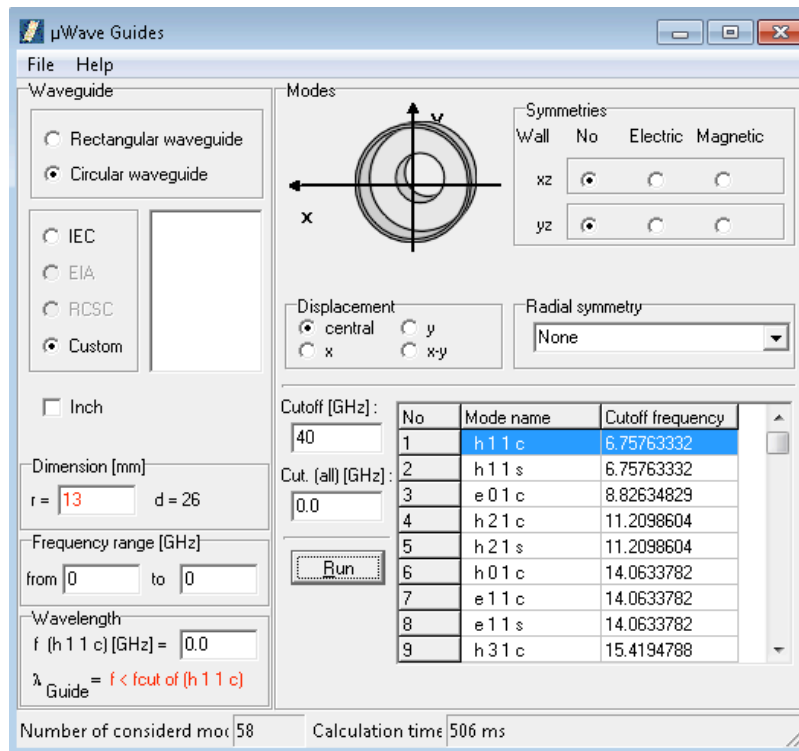 µWave Guides
File Help
Waveguide
Rectangular waveguide
Circular waveguide
IEC
EIA
RCSC
Custom
Inch
Dimension [mm]
r = 13 d = 26
Frequency range [GHz]
from 0 to 0
Wavelength
f (h 1 1 c) [GHz] = 0.0
λ Guide = f < fcut of (h 1 1 c)
Modes
y
x
Symmetries
Wall No Electric Magnetic
xz
yz
Displacement
central y
x x-y
Radial symmetry
None
Cutoff [GHz] :
40
Cut. (all) [GHz] :
0.0
Run
No Mode name Cutoff frequency
1 h 1 1 c 6.75763332
2 h 1 1 s 6.75763332
3 e 0 1 c 8.82634829
4 h 2 1 c 11.2098604
5 h 2 1 s 11.2098604
6 h 0 1 c 14.0633782
7 e 1 1 c 14.0633782
8 e 1 1 s 14.0633782
9 h 3 1 c 15.4194788
Number of considerd mo 58 Calculation time 506 ms